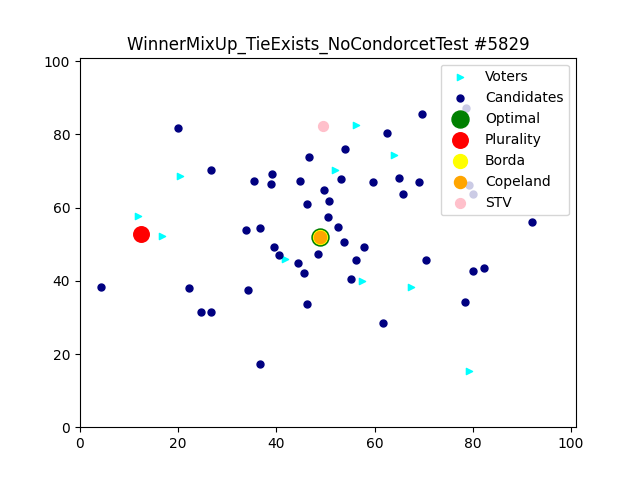 WinnerMixUp_TieExists_NoCondorcetTest #5829
Voters
Candidates
Optimal
Plurality
Borda
Copeland
STV
100
80
60
40
20
0
0 20 40 60 80 100